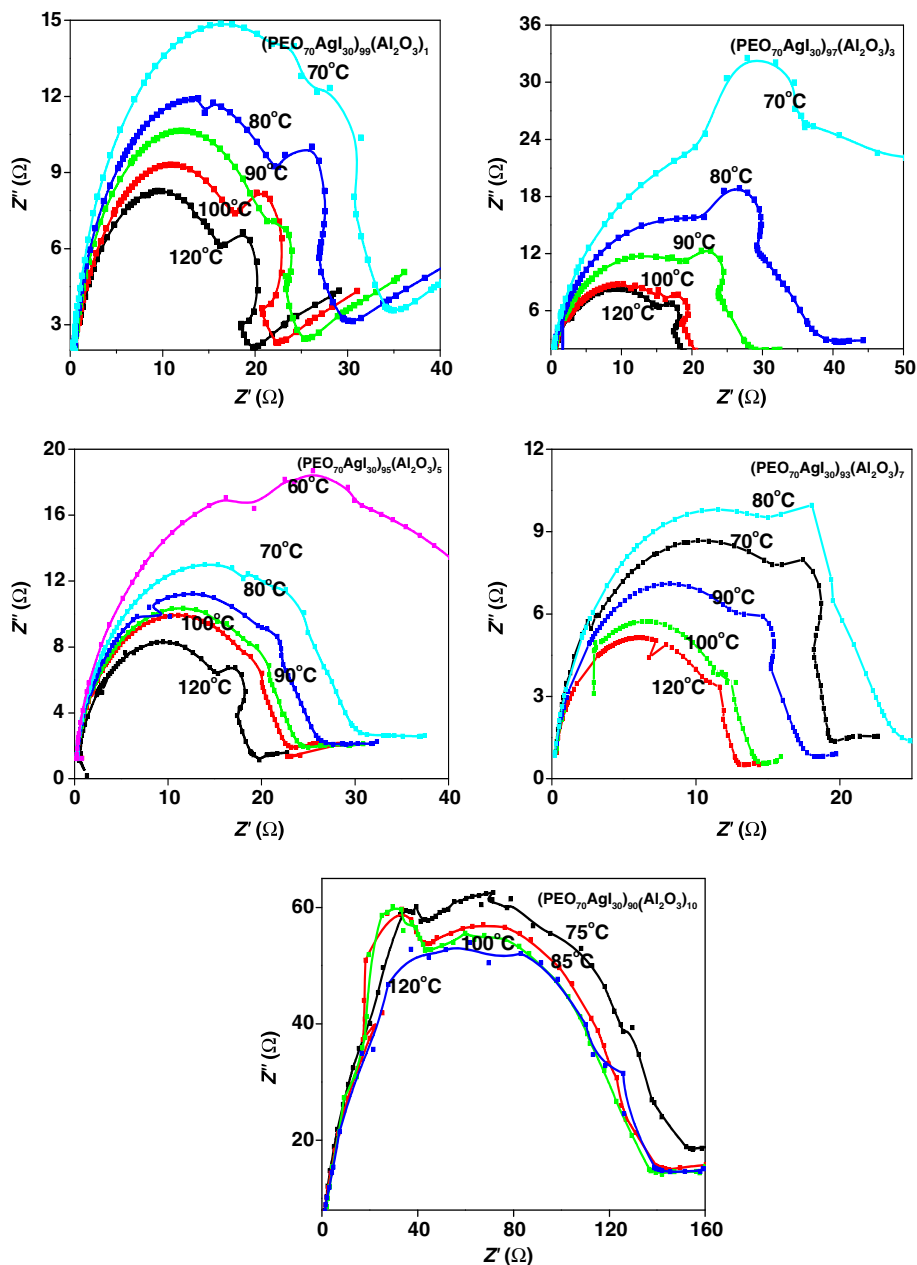 (PEO₇₀AgI₃₀)₉₉(Al₂O₃)₁
15
12
9
6
3
70°C
80°C
90°C
100°C
120°C
0 10 20 30 40
Z'' (Ω)
Z' (Ω)
(PEO₇₀AgI₃₀)₉₇(Al₂O₃)₃
36
30
24
18
12
6
70°C
80°C
90°C
100°C
120°C
0 10 20 30 40 50
Z'' (Ω)
Z' (Ω)
(PEO₇₀AgI₃₀)₉₅(Al₂O₃)₅
20
16
12
8
4
0
60°C
70°C
80°C
100°C
90°C
120°C
0 10 20 30 40
Z'' (Ω)
Z' (Ω)
(PEO₇₀AgI₃₀)₉₃(Al₂O₃)₇
12
9
6
3
0
80°C
70°C
90°C
100°C
120°C
0 10 20
Z'' (Ω)
Z' (Ω)
(PEO₇₀AgI₃₀)₉₀(Al₂O₃)₁₀
60
40
20
75°C
100°C
85°C
120°C
0 40 80 120 160
Z'' (Ω)
Z' (Ω)